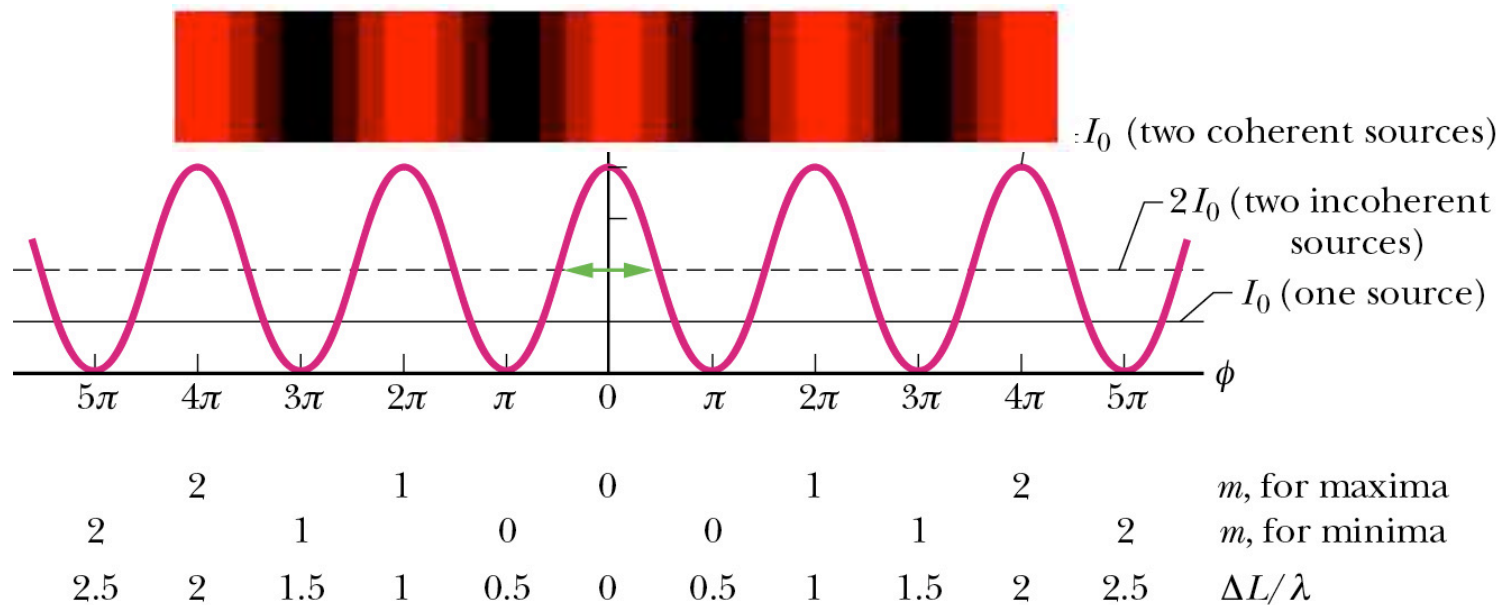 I₀ (two coherent sources)
2I₀ (two incoherent
sources)
I₀ (one source)
5π 4π 3π 2π π 0 π 2π 3π 4π 5π ϕ
2 1 0 1 2 m, for maxima
2 1 0 0 1 2 m, for minima
2.5 2 1.5 1 0.5 0 0.5 1 1.5 2 2.5 ΔL/λ